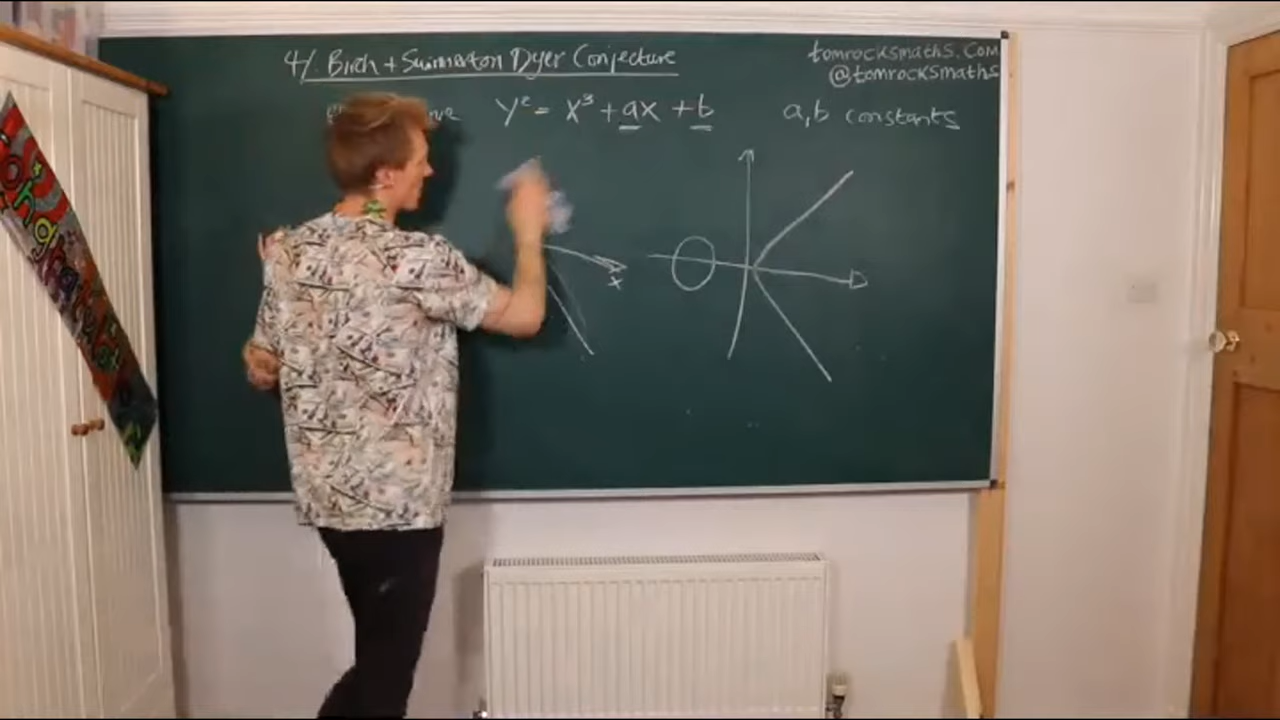 4/. Birch + Swinnerton Dyer Conjecture
tomrocksmaths.com
@tomrocksmaths
y² = x³ + ax + b
a,b constants
x